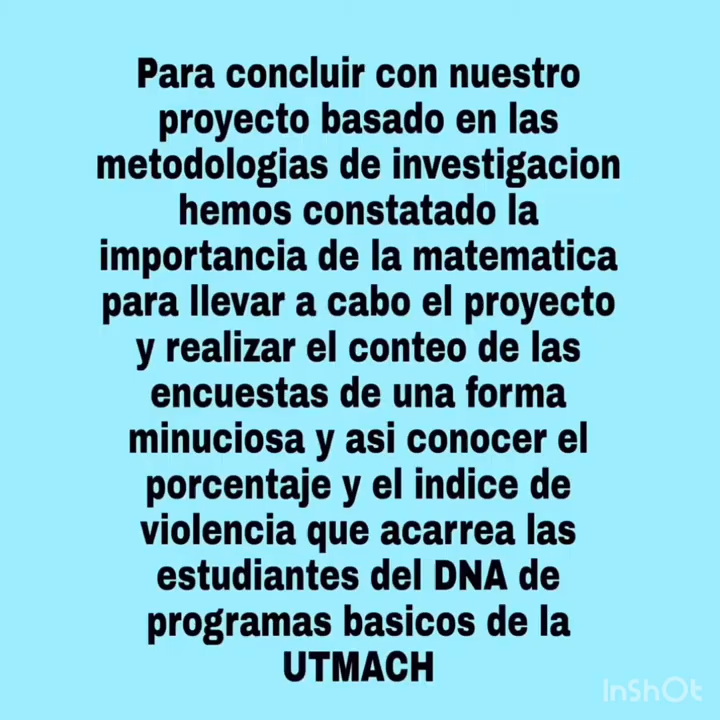 Para concluir con nuestro
proyecto basado en las
metodologias de investigacion
hemos constatado la
importancia de la matematica
para llevar a cabo el proyecto
y realizar el conteo de las
encuestas de una forma
minuciosa y asi conocer el
porcentaje y el indice de
violencia que acarrea las
estudiantes del DNA de
programas basicos de la
UTMACH
InShOt